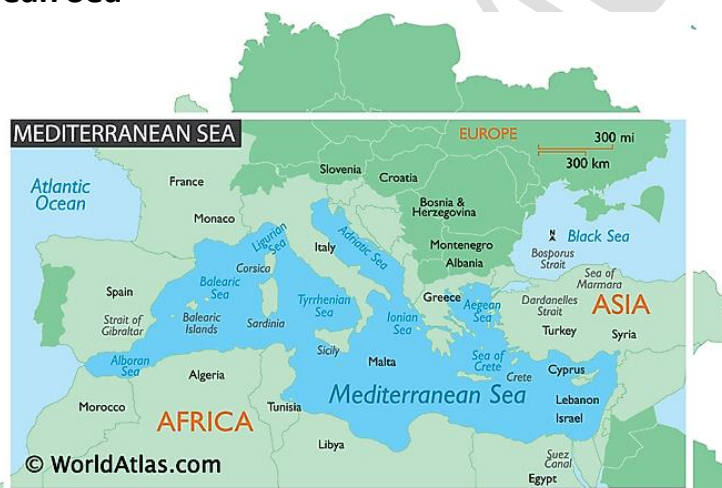 MEDITERRANEAN SEA
EUROPE
300 mi
300 km
Atlantic
Ocean
France
Slovenia
Croatia
Monaco
Bosnia &
Herzegovina
Ligurian
Sea
Italy
Adriatic Sea
Montenegro
Albania
N
Black Sea
Bosporus
Strait
Corsica
Balearic
Sea
Spain
Tyrrhenian
Sea
Greece
Aegean
Sea
Sea of
Marmara
Dardanelles
Strait
ASIA
Strait of
Gibraltar
Balearic
Islands
Sardinia
Ionian
Sea
Turkey
Syria
Alboran
Sea
Sicily
Malta
Sea of
Crete
Crete
Cyprus
Algeria
Mediterranean Sea
Lebanon
Israel
Morocco
AFRICA
Tunisia
Libya
Suez
Canal
Egypt
© WorldAtlas.com